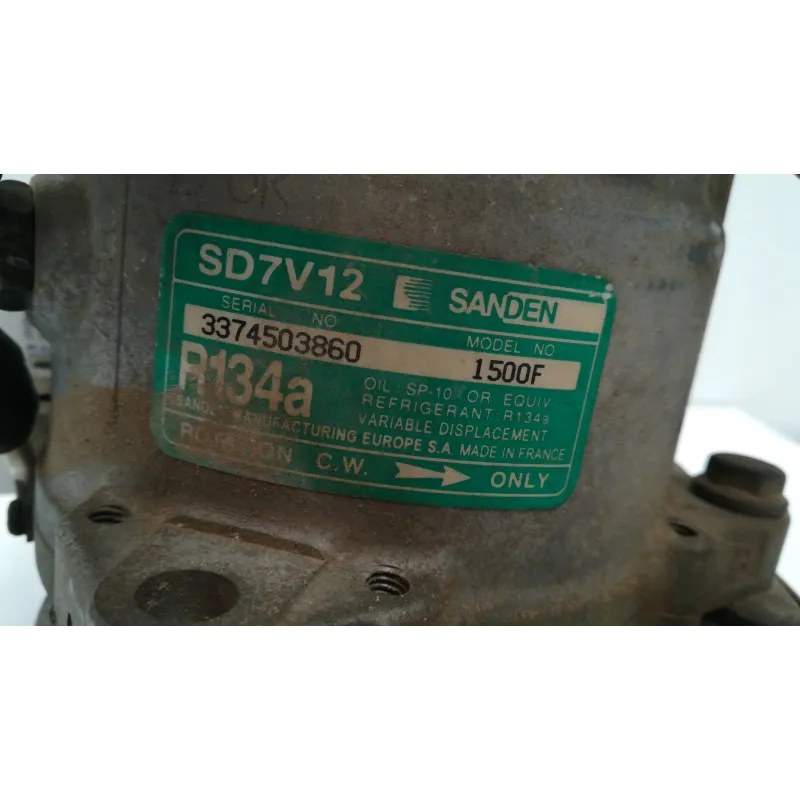 OK
SD7V12 SANDEN
SERIAL NO MODEL NO
3374503860 1500F
R134a
OIL : SP-10 OR EQUIV
REFRIGERANT : R134a
VARIABLE DISPLACEMENT
MANUFACTURING EUROPE S.A. MADE IN FRANCE
C.W. ONLY